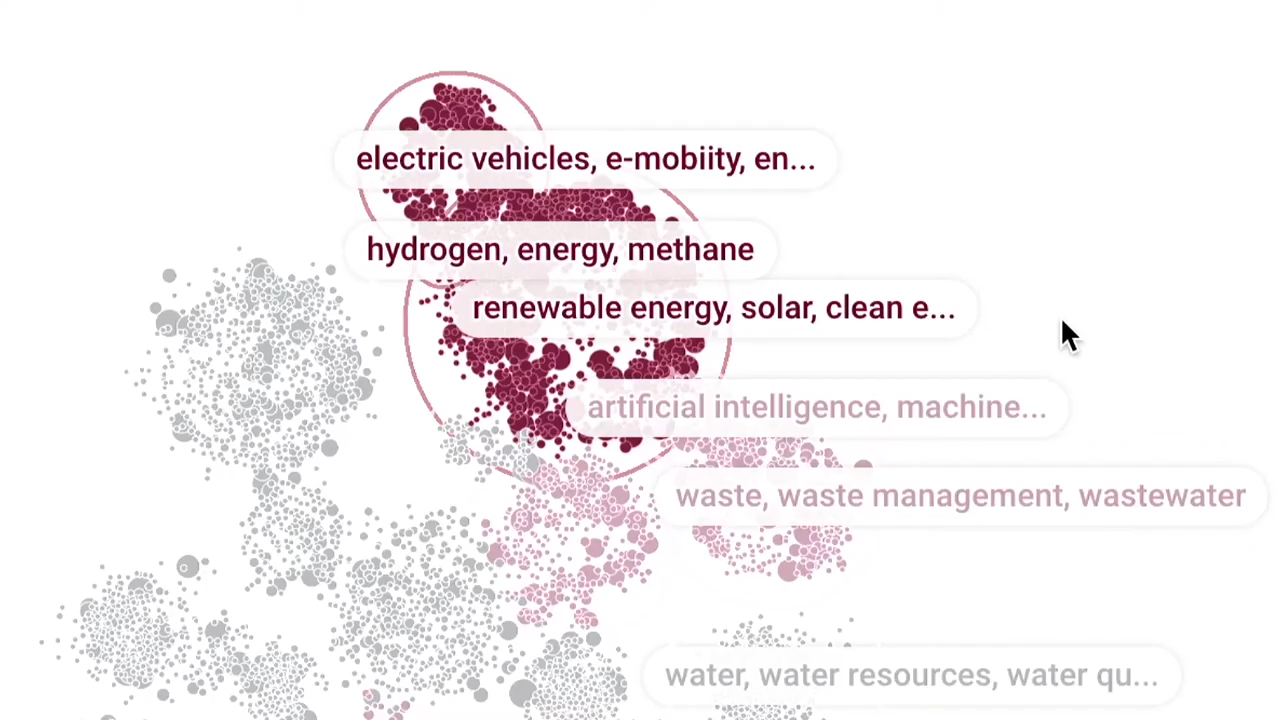 electric vehicles, e-mobiity, en...
hydrogen, energy, methane
renewable energy, solar, clean e...
artificial intelligence, machine...
waste, waste management, wastewater
water, water resources, water qu...